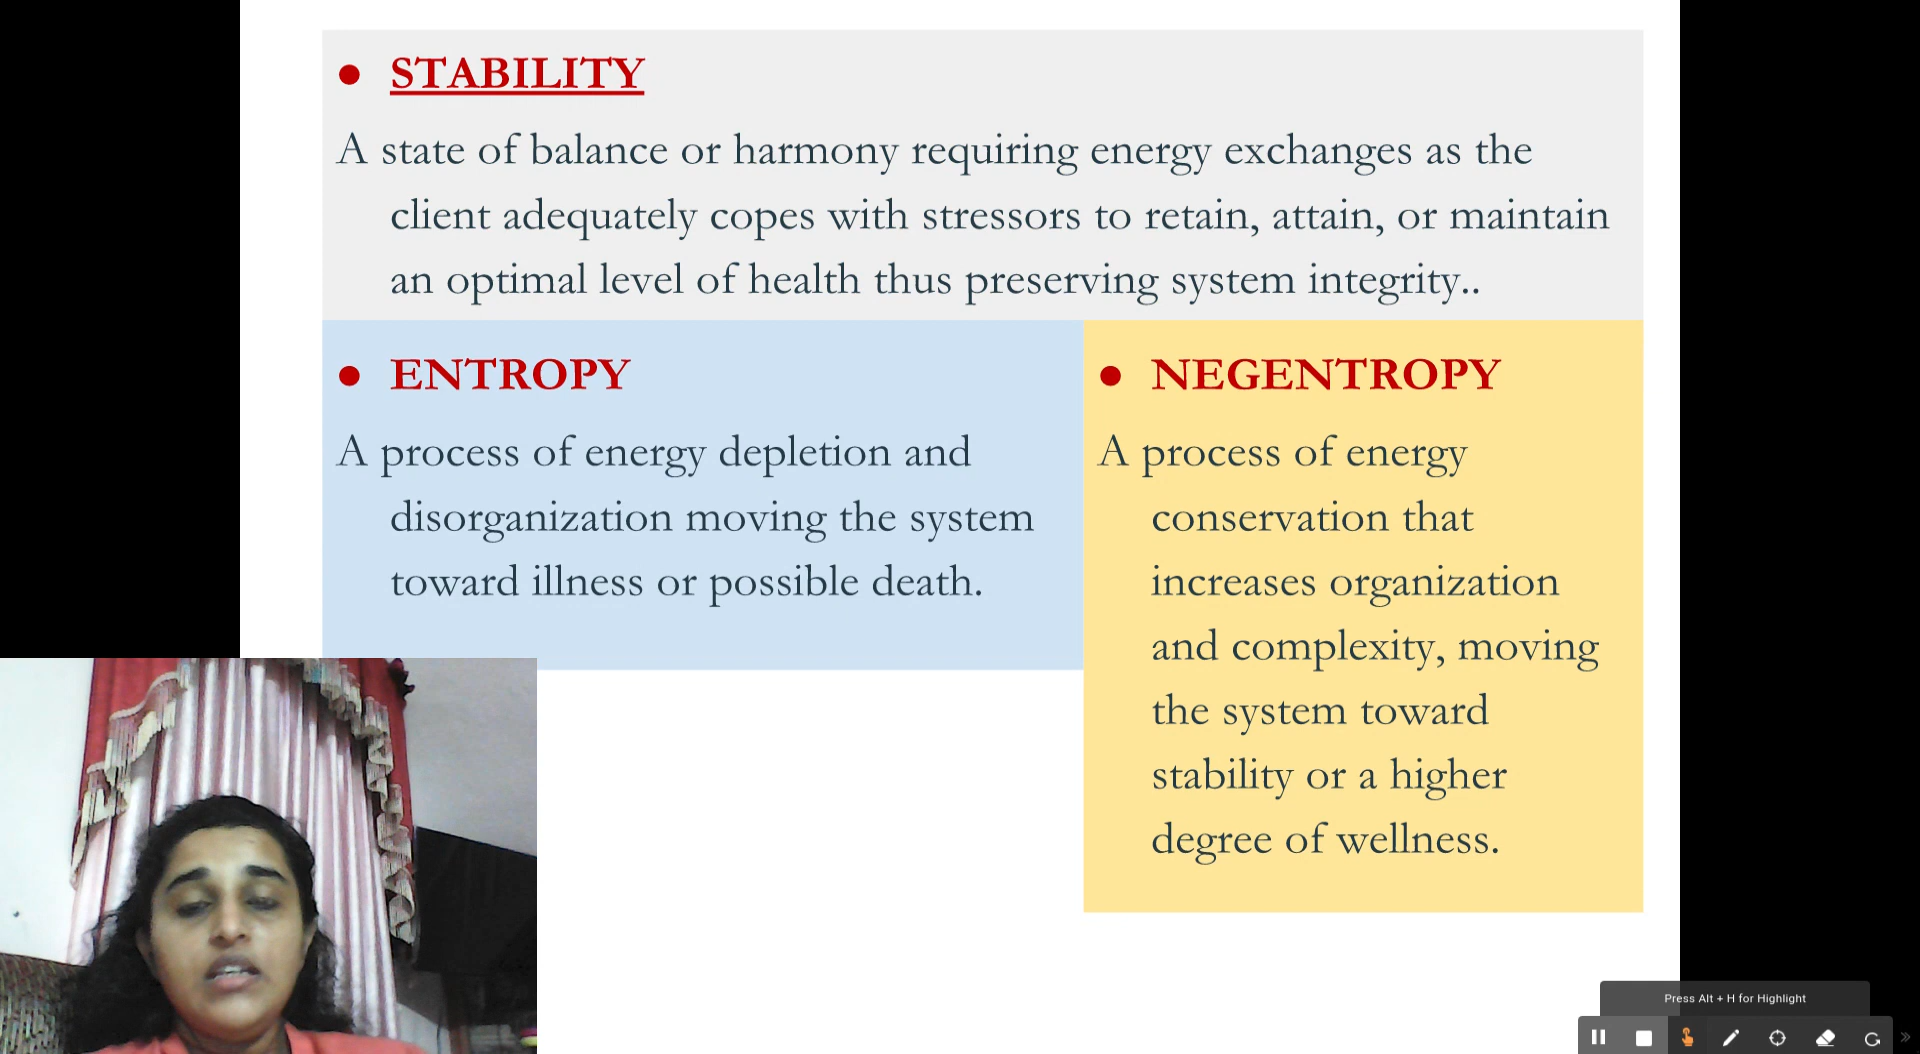 ● STABILITY
A state of balance or harmony requiring energy exchanges as the
client adequately copes with stressors to retain, attain, or maintain
an optimal level of health thus preserving system integrity..
● ENTROPY
A process of energy depletion and
disorganization moving the system
toward illness or possible death.
● NEGENTROPY
A process of energy
conservation that
increases organization
and complexity, moving
the system toward
stability or a higher
degree of wellness.
Press Alt + H for Highlight